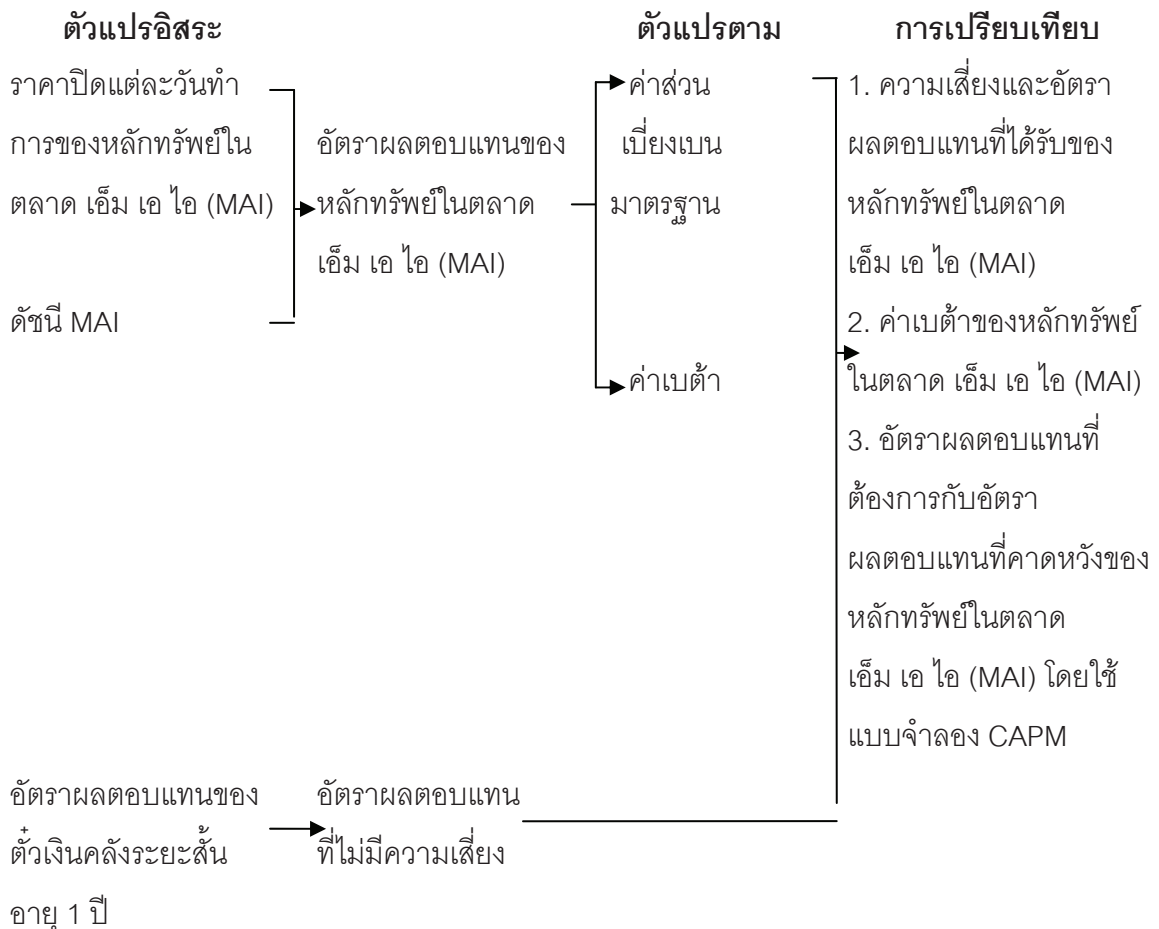 ตัวแปรอิสระ ตัวแปรตาม การเปรียบเทียบ
ราคาปิดแต่ละวันทำ
การของหลักทรัพย์ใน
ตลาด เอ็ม เอ ไอ (MAI)
ดัชนี MAI
อัตราผลตอบแทนของ
หลักทรัพย์ในตลาด
เอ็ม เอ ไอ (MAI)
ค่าส่วน
เบี่ยงเบน
มาตรฐาน
ค่าเบต้า
1. ความเสี่ยงและอัตรา
ผลตอบแทนที่ได้รับของ
หลักทรัพย์ในตลาด
เอ็ม เอ ไอ (MAI)
2. ค่าเบต้าของหลักทรัพย์
ในตลาด เอ็ม เอ ไอ (MAI)
3. อัตราผลตอบแทนที่
ต้องการกับอัตรา
ผลตอบแทนที่คาดหวังของ
หลักทรัพย์ในตลาด
เอ็ม เอ ไอ (MAI) โดยใช้
แบบจำลอง CAPM
อัตราผลตอบแทนของ
ตั๋วเงินคลังระยะสั้น
อายุ 1 ปี
อัตราผลตอบแทน
ที่ไม่มีความเสี่ยง